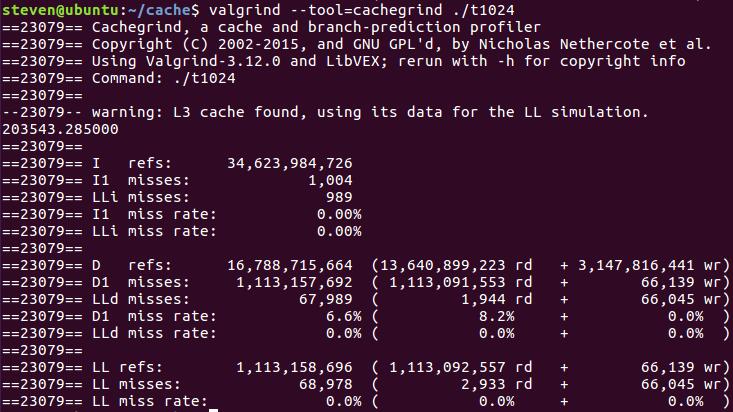 steven@ubuntu:~/cache$ valgrind --tool=cachegrind ./t1024
==23079== Cachegrind, a cache and branch-prediction profiler
==23079== Copyright (C) 2002-2015, and GNU GPL'd, by Nicholas Nethercote et al.
==23079== Using Valgrind-3.12.0 and LibVEX; rerun with -h for copyright info
==23079== Command: ./t1024
==23079==
--23079-- warning: L3 cache found, using its data for the LL simulation.
203543.285000
==23079==
==23079== I   refs:      34,623,984,726
==23079== I1  misses:             1,004
==23079== LLi misses:               989
==23079== I1  miss rate:           0.00%
==23079== LLi miss rate:           0.00%
==23079==
==23079== D   refs:      16,788,715,664  (13,640,899,223 rd   + 3,147,816,441 wr)
==23079== D1  misses:     1,113,157,692  ( 1,113,091,553 rd   +        66,139 wr)
==23079== LLd misses:            67,989  (         1,944 rd   +        66,045 wr)
==23079== D1  miss rate:            6.6% (           8.2%     +           0.0%  )
==23079== LLd miss rate:            0.0% (           0.0%     +           0.0%  )
==23079==
==23079== LL refs:        1,113,158,696  ( 1,113,092,557 rd   +        66,139 wr)
==23079== LL misses:             68,978  (         2,933 rd   +        66,045 wr)
==23079== LL miss rate:             0.0% (           0.0%     +           0.0%  )